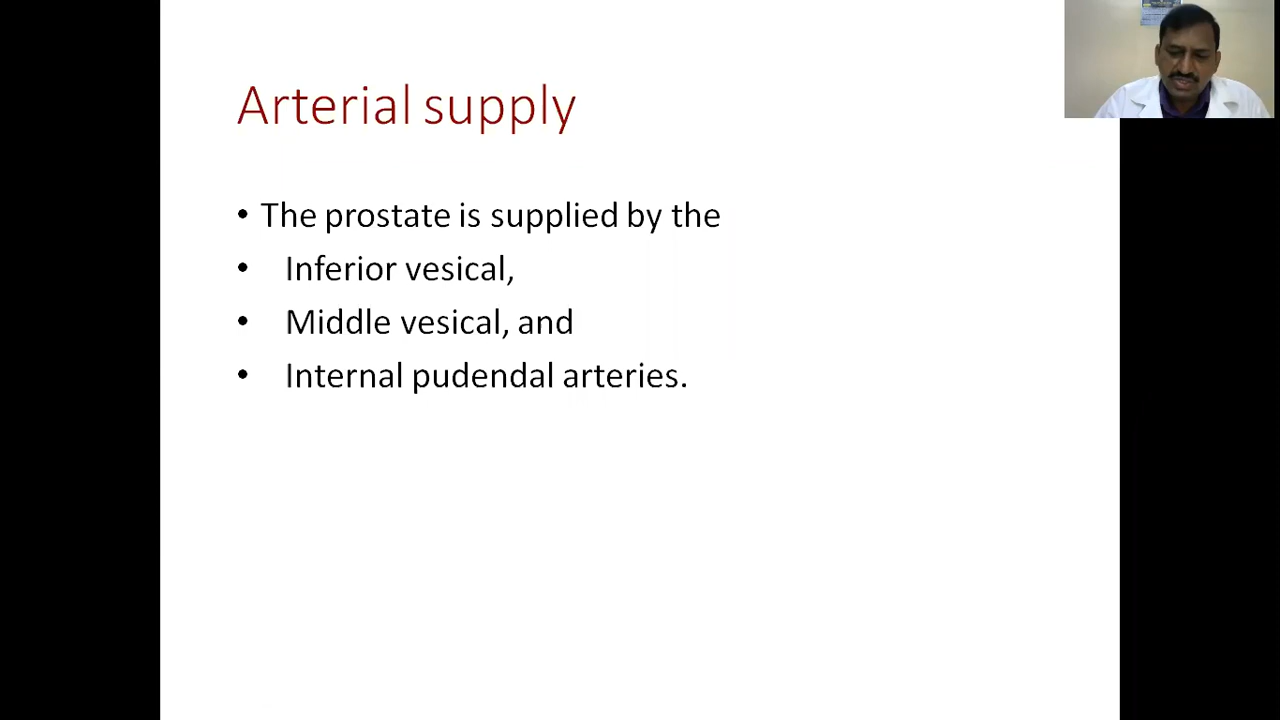 Arterial supply
• The prostate is supplied by the
• Inferior vesical,
• Middle vesical, and
• Internal pudendal arteries.